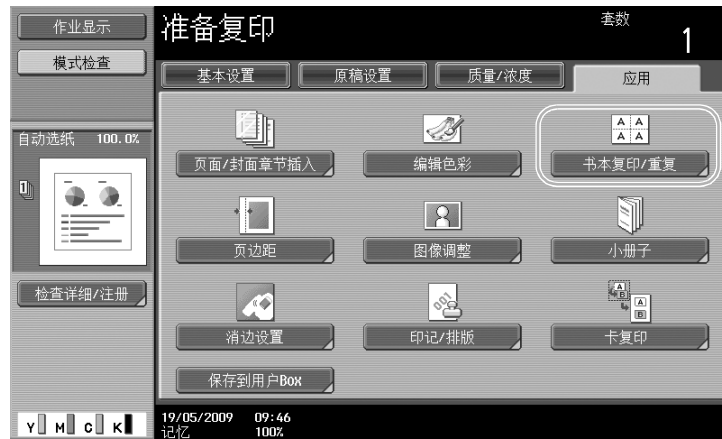 作业显示
模式检查
准备复印
套数
1
基本设置
原稿设置
质量/浓度
应用
自动选纸 100.0%
1
页面/封面章节插入
编辑色彩
A A
A A
书本复印/重复
页边距
图像调整
小册子
检查详细/注册
消边设置
001
印记/排版
A
B
A
B
卡复印
保存到用户Box
Y M C K
19/05/2009 09:46
记忆 100%